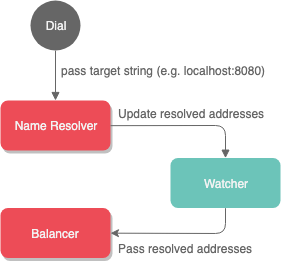 Dial
pass target string (e.g. localhost:8080)
Name Resolver
Update resolved addresses
Watcher
Balancer
Pass resolved addresses